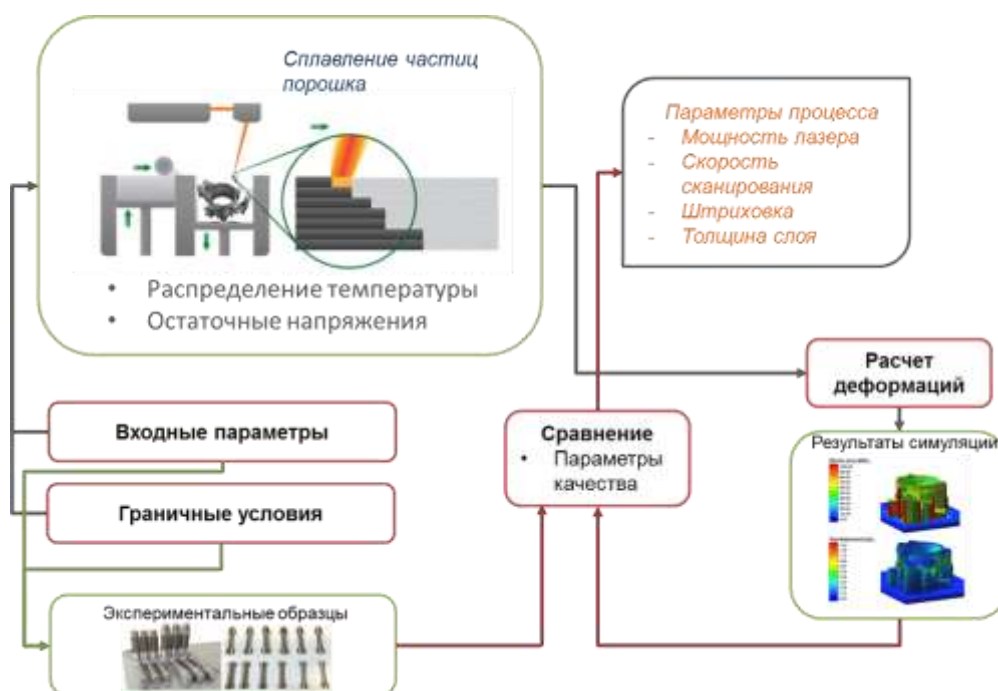 Сплавление частиц
порошка
• Распределение температуры
• Остаточные напряжения
Параметры процесса
- Мощность лазера
- Скорость
сканирования
- Штриховка
- Толщина слоя
Расчет
деформаций
Входные параметры
Сравнение
• Параметры
качества
Результаты симуляций
Граничные условия
Экспериментальные образцы